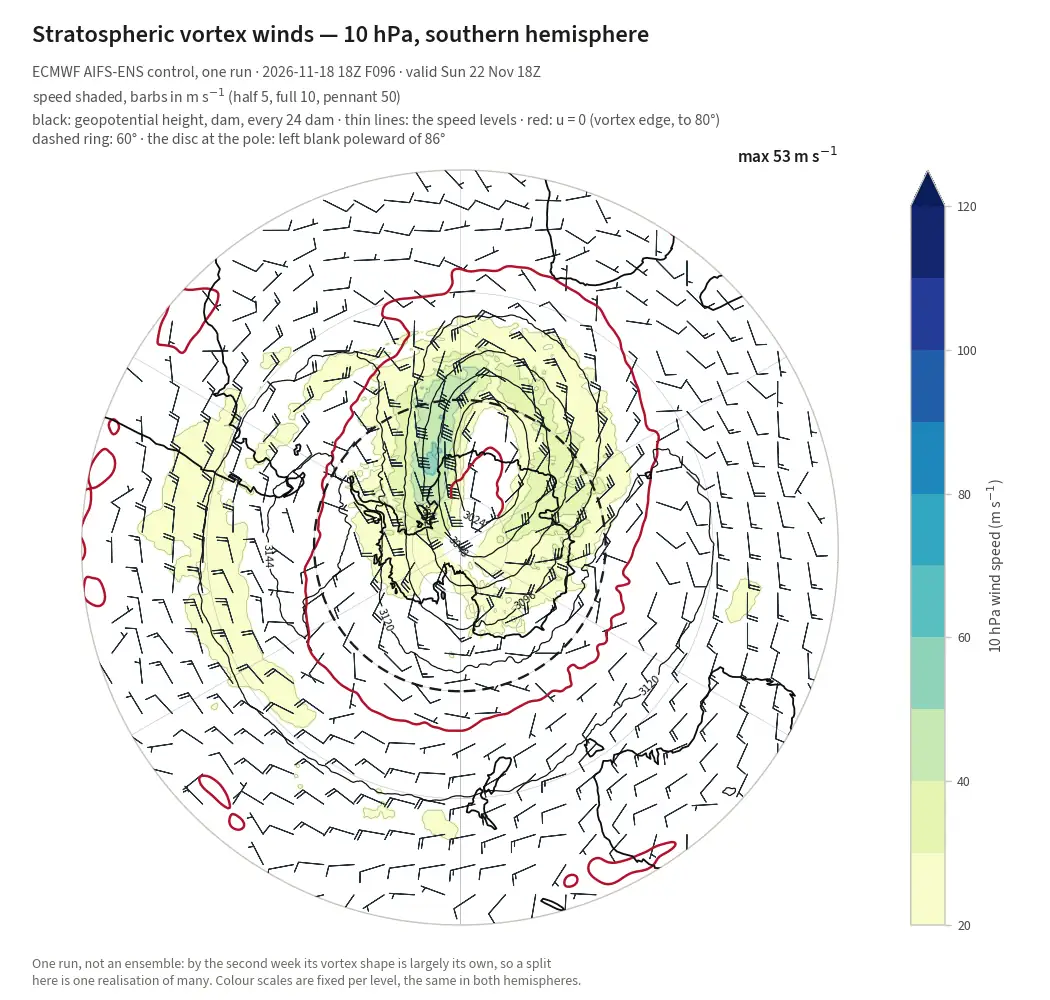 Stratospheric vortex winds — 10 hPa, southern hemisphere
ECMWF AIFS-ENS control, one run · 2026-11-18 18Z F096 · valid Sun 22 Nov 18Z
speed shaded, barbs in m s⁻¹ (half 5, full 10, pennant 50)
black: geopotential height, dam, every 24 dam · thin lines: the speed levels · red: u = 0 (vortex edge, to 80°)
dashed ring: 60° · the disc at the pole: left blank poleward of 86°
max 53 m s⁻¹
120
100
80
60
40
20
10 hPa wind speed (m s⁻¹)
3024
3144
3120
3096
3120
One run, not an ensemble: by the second week its vortex shape is largely its own, so a split
here is one realisation of many. Colour scales are fixed per level, the same in both hemispheres.